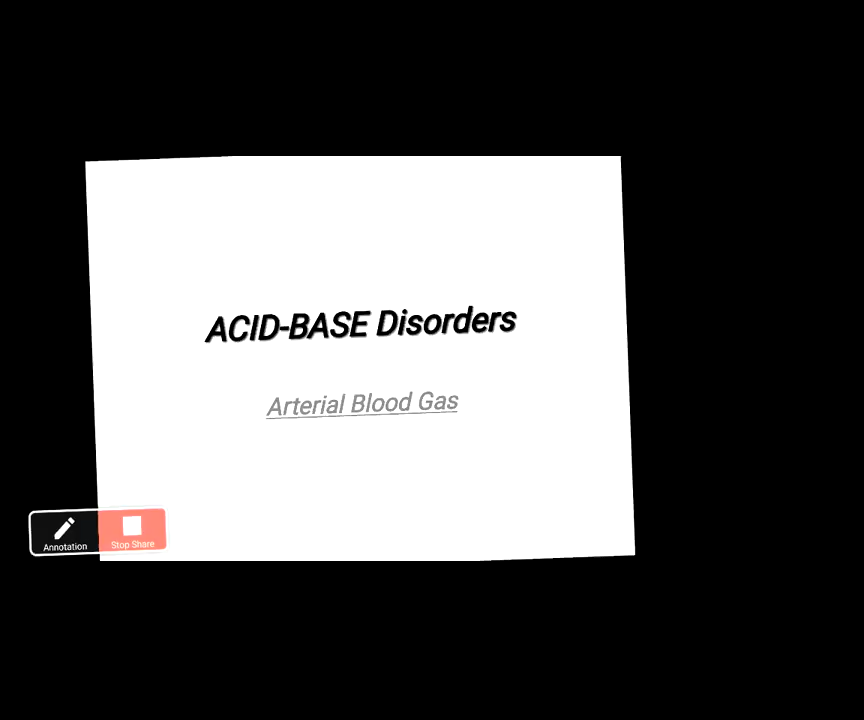 ACID-BASE Disorders
Arterial Blood Gas
Annotation
Stop Share